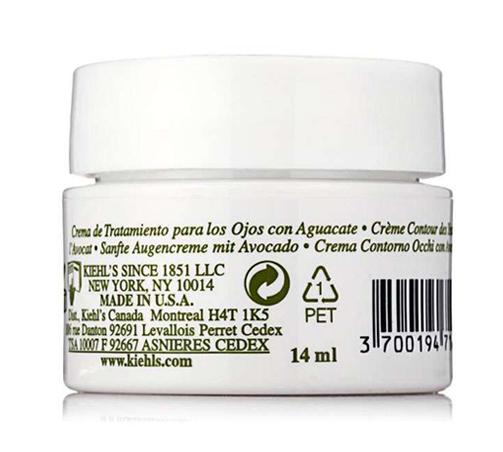 Crema de Tratamiento para los Ojos con Aguacate • Crème Contour des
l'Avocat • Sanfte Augencreme mit Avocado • Crema Contorno Occhi con
KIEHL'S SINCE 1851 LLC
NEW YORK, NY 10014
MADE IN U.S.A.
Dist., Kiehl's Canada Montreal H4T 1K5
rue Danton 92691 Levallois Perret Cedex
TSA 10007 F 92667 ASNIERES CEDEX
www.kiehls.com
14 ml
1
PET
3 700194 71